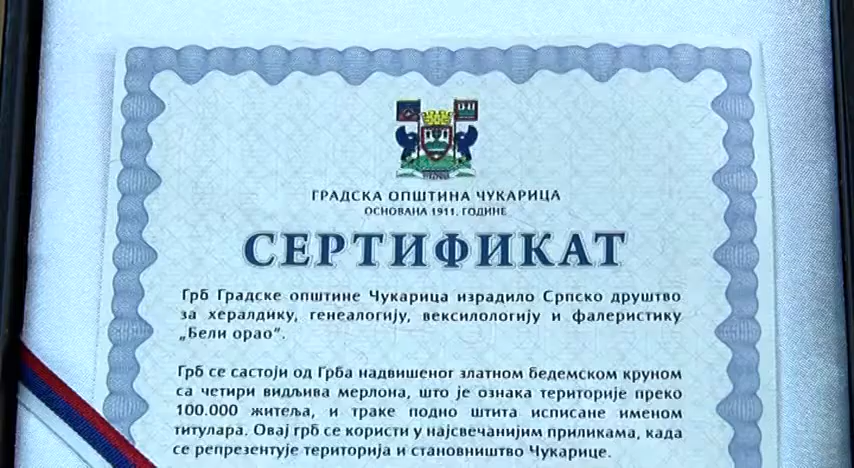 ГРАДСКА ОПШТИНА ЧУКАРИЦА
ОСНОВАНА 1911. ГОДИНЕ
СЕРТИФИКАТ
Грб Градске општине Чукарица израдило Српско друштво
за хералдику, генеалогију, вексилологију и фалеристику
„Бели орао“.
Грб се састоји од Грба надвишеног златном бедемском круном
са четири видљива мерлона, што је ознака територије преко
100.000 житеља, и траке подно штита исписане именом
титулара. Овај грб се користи у најсвечанијим приликама, када
се репрезентује територија и становништво Чукарице.